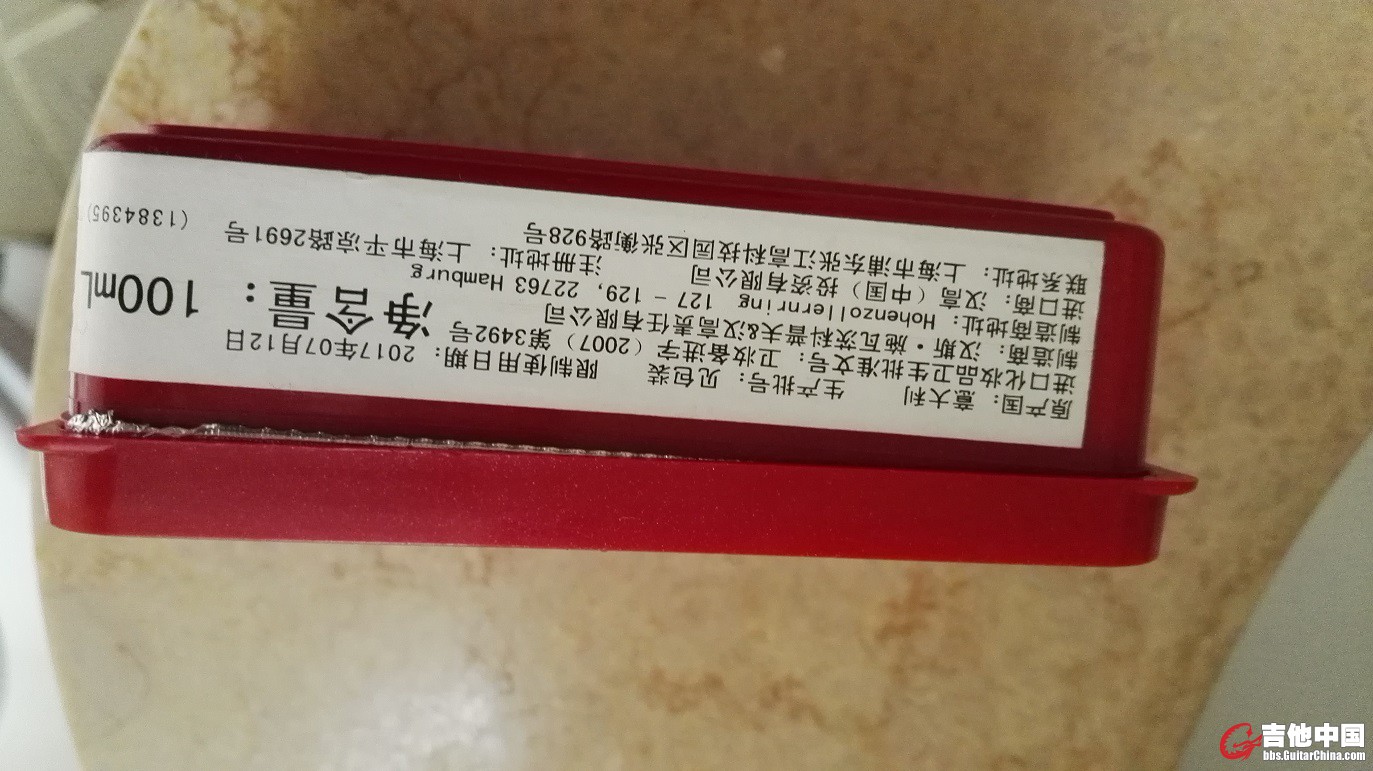 原产国：意大利 生产批号：见包装 限制使用日期：2017年07月12日
进口化妆品卫生批准文号：卫妆备进字（2007）第3492号
制造商：汉斯·施瓦茨科普夫&汉高责任有限公司
制造商地址：Hohenzollernring 127 - 129, 22763 Hamburg
进口商：汉高（中国）投资有限公司 注册地址：上海市平凉路2691号
联系地址：上海市浦东张江高科技园区张衡路928号
净含量：100mL
（1384395）
吉他中国
bbs.GuitarChina.com